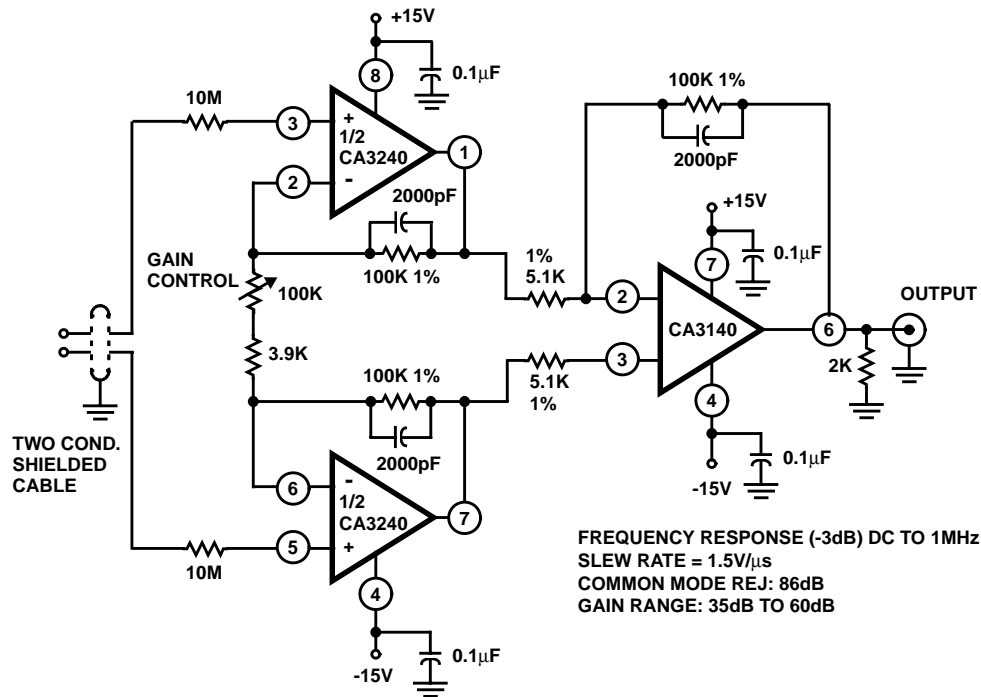 +15V
8
0.1μF
10M
3
+
1/2
CA3240
1
2
-
2000pF
100K 1%
GAIN
CONTROL
100K
3.9K
100K 1%
2000pF
6
-
1/2
CA3240
7
5
+
10M
4
0.1μF
-15V
TWO COND.
SHIELDED
CABLE
1%
5.1K
5.1K
1%
100K 1%
2000pF
+15V
7
0.1μF
2
CA3140
3
6
OUTPUT
2K
4
0.1μF
-15V
FREQUENCY RESPONSE (-3dB) DC TO 1MHz
SLEW RATE = 1.5V/μs
COMMON MODE REJ: 86dB
GAIN RANGE: 35dB TO 60dB